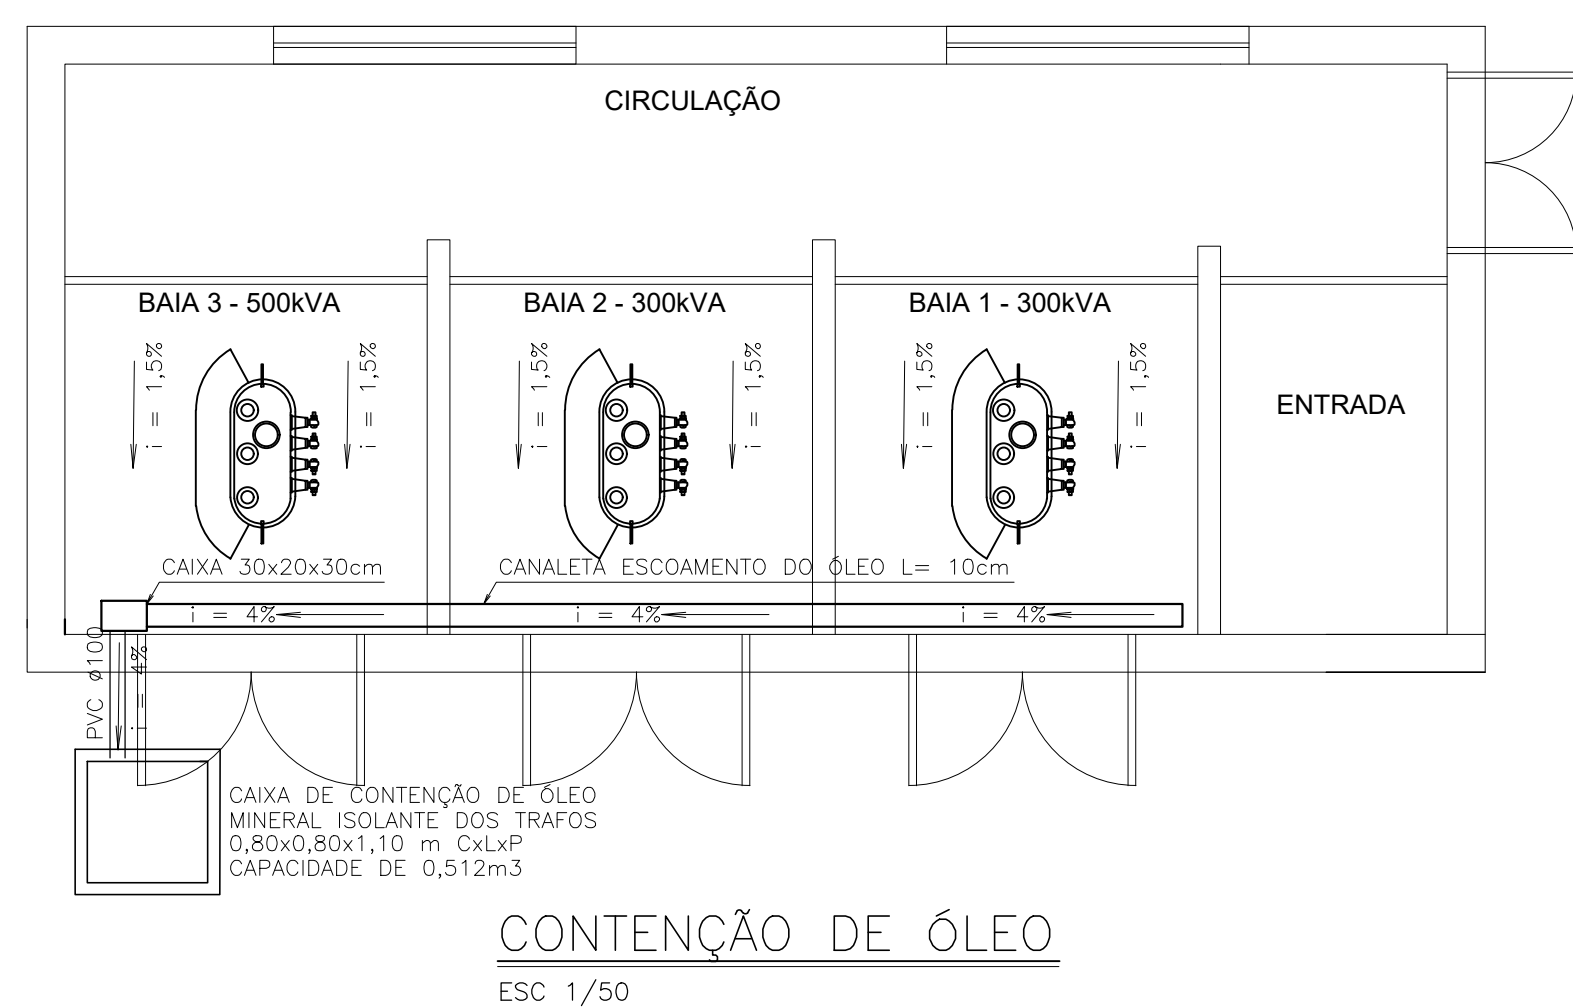 CIRCULAÇÃO
BAIA 3 - 500kVA
BAIA 2 - 300kVA
BAIA 1 - 300kVA
i = 1,5%
i = 1,5%
i = 1,5%
i = 1,5%
i = 1,5%
i = 1,5%
ENTRADA
CAIXA 30x20x30cm
CANALETA ESCOAMENTO DO ÓLEO L= 10cm
i = 4%
i = 4%
i = 4%
PVC ø100
i = 4%
CAIXA DE CONTENÇÃO DE ÓLEO
MINERAL ISOLANTE DOS TRAFOS
0,80x0,80x1,10 m CxLxP
CAPACIDADE DE 0,512m3
CONTENÇÃO DE ÓLEO
ESC 1/50